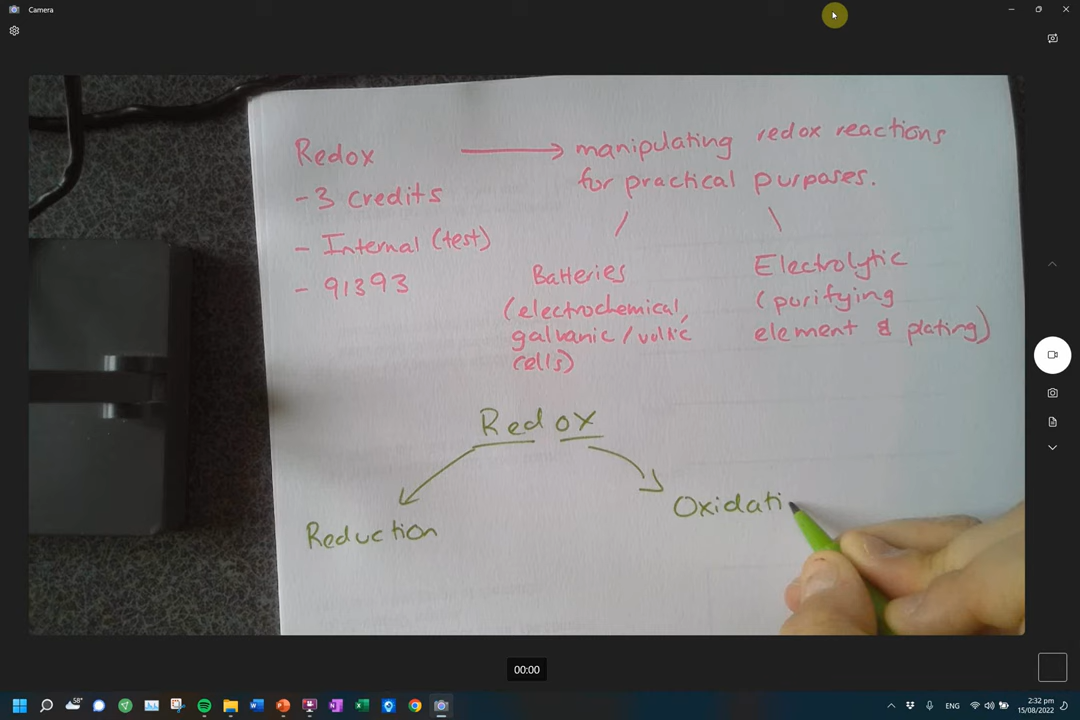 Camera
Redox
- 3 credits
- Internal (test)
- 91393
manipulating redox reactions
for practical purposes.
Batteries
(electrochemical,
galvanic / voltic
cells)
Electrolytic
(purifying
element & plating)
Redox
Reduction
Oxidati
00:00
58°
ENG
2:32 pm
15/08/2022